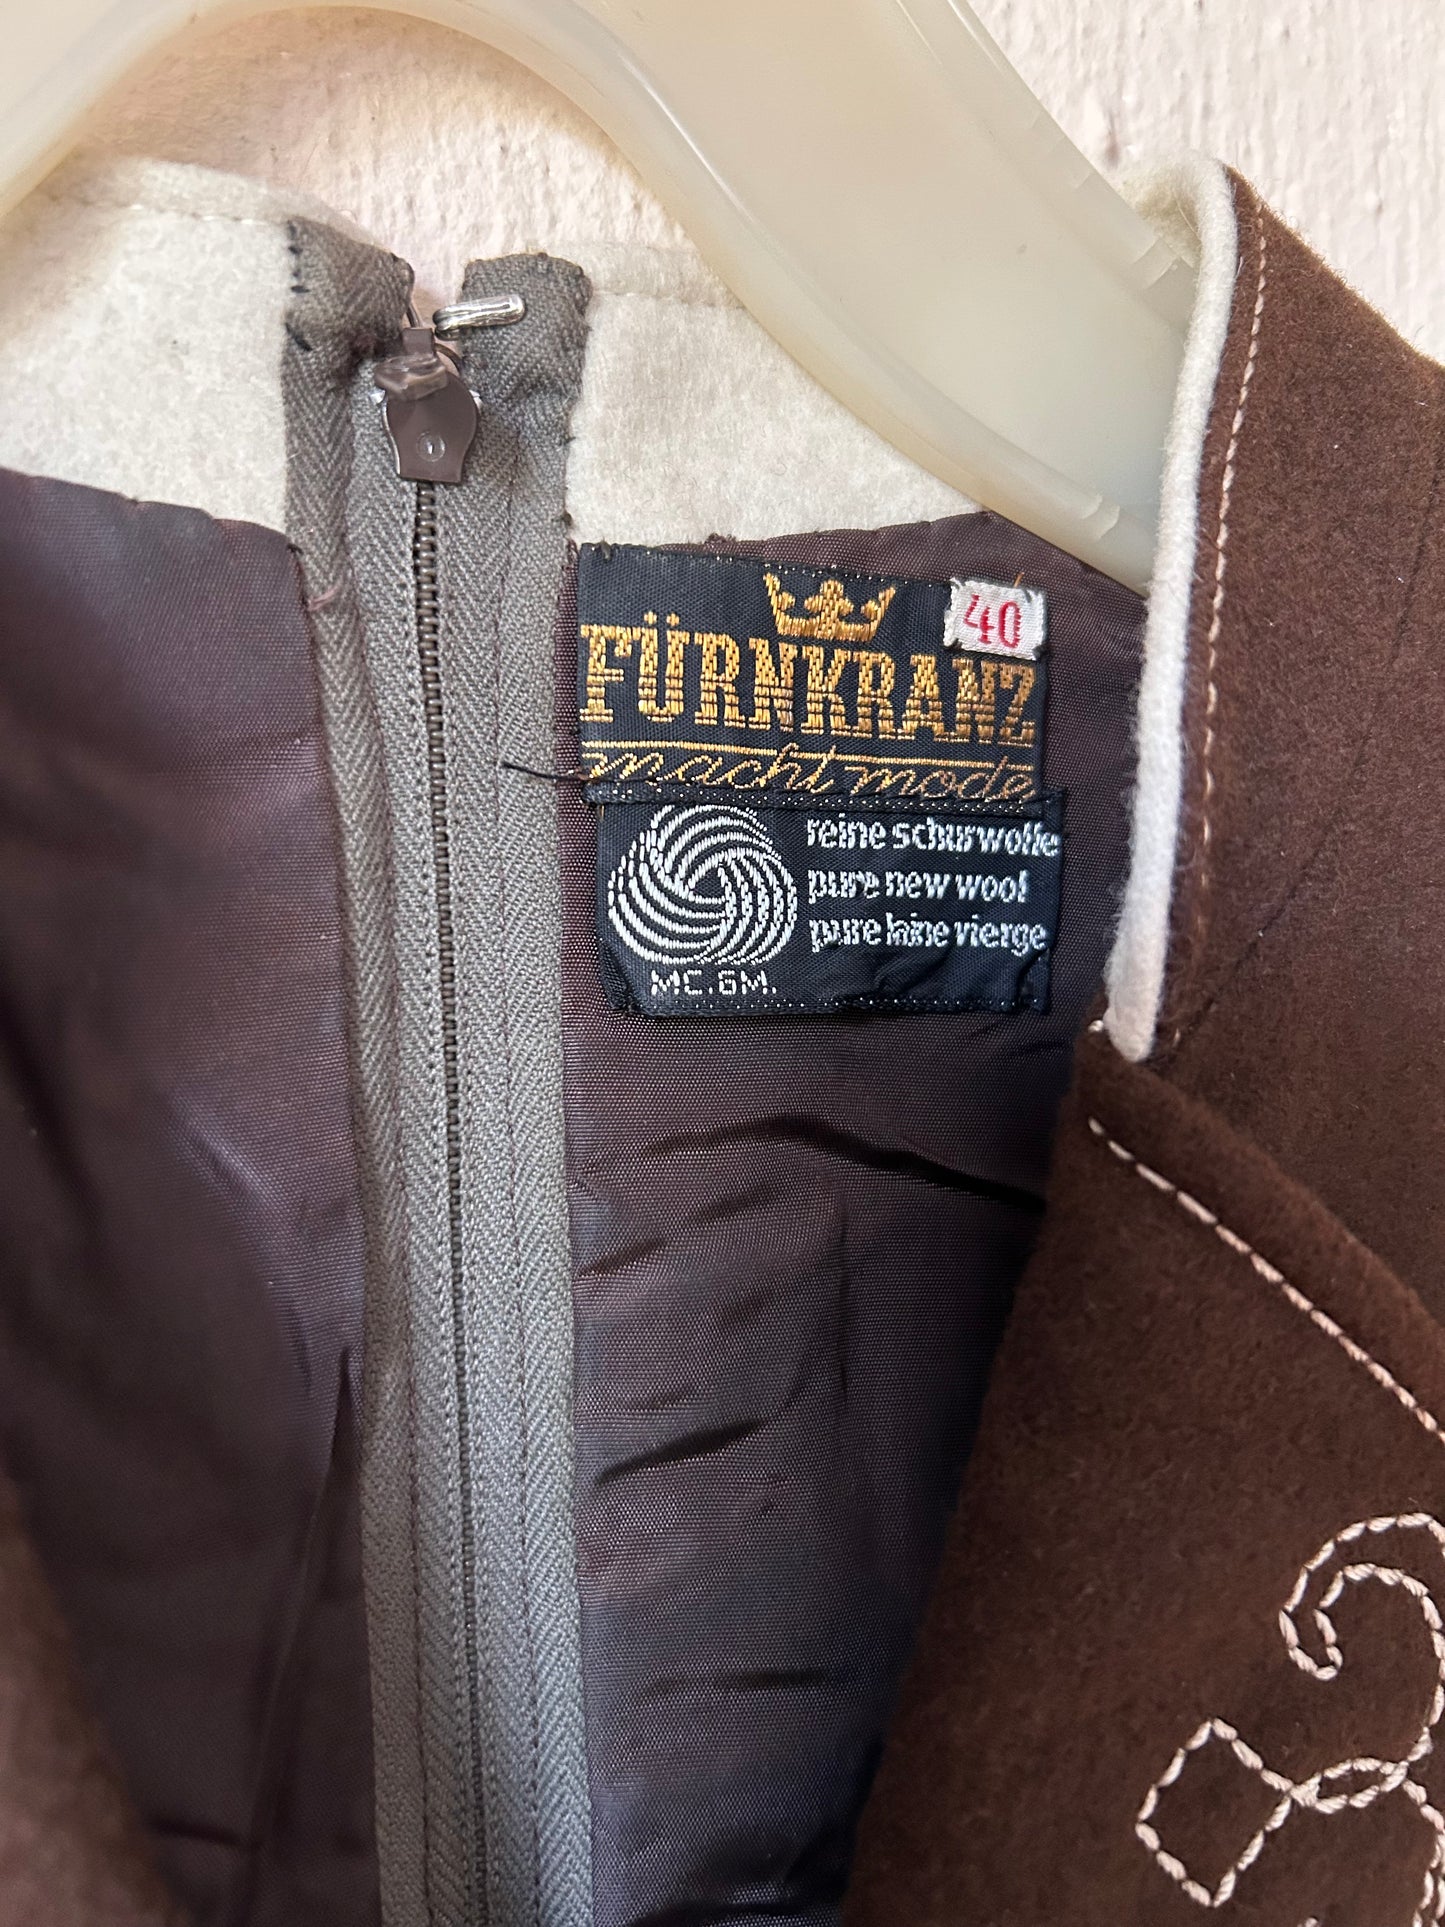 40
FÜRNKRANZ
macht mode
reine schurwolle
pure new wool
pure laine vierge
MC. GM.